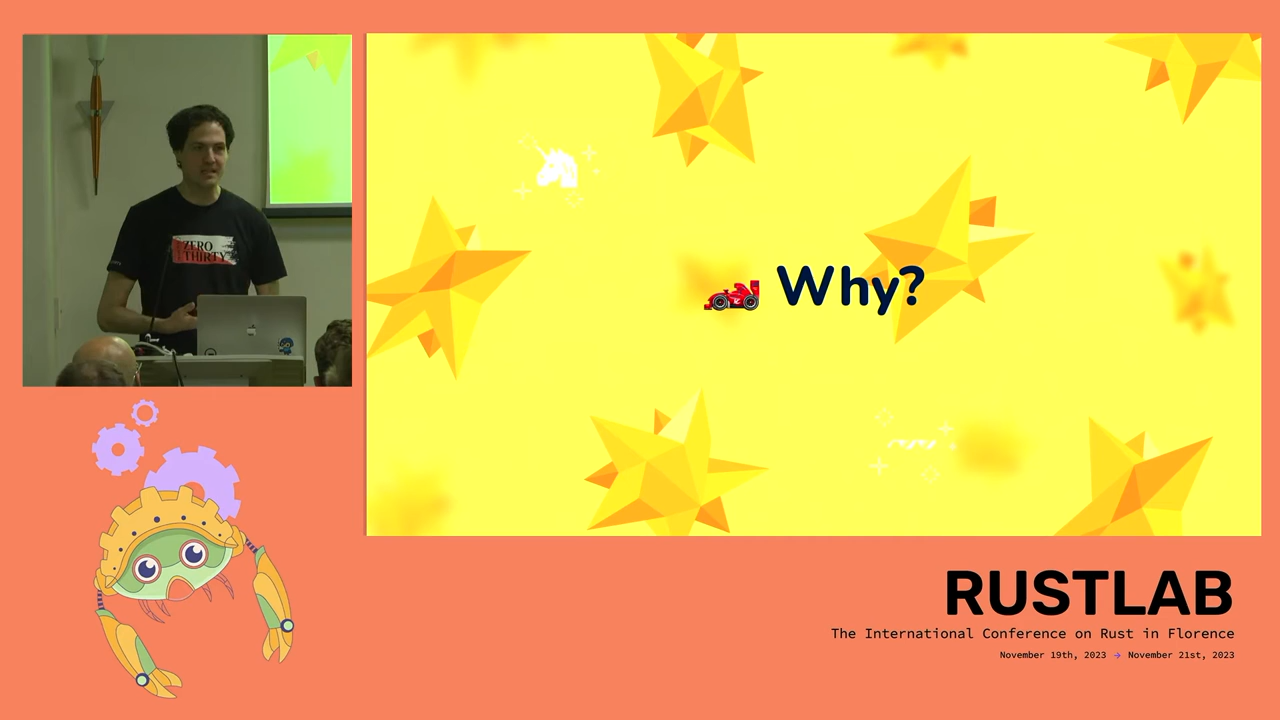 ZERO
THIRTY
Why?
RUSTLAB
The International Conference on Rust in Florence
November 19th, 2023 → November 21st, 2023